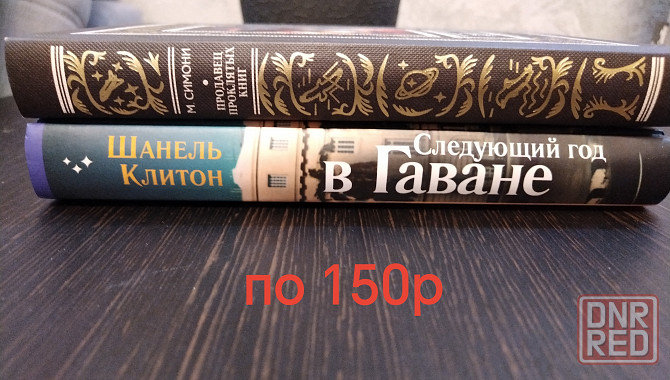 М. СИМОНИ
ПРОДАВЕЦ
ПРОКЛЯТЫХ
КНИГ
ШАНЕЛЬ
КЛИТОН
Следующий год
в Гаване
по 150р
DNR
RED